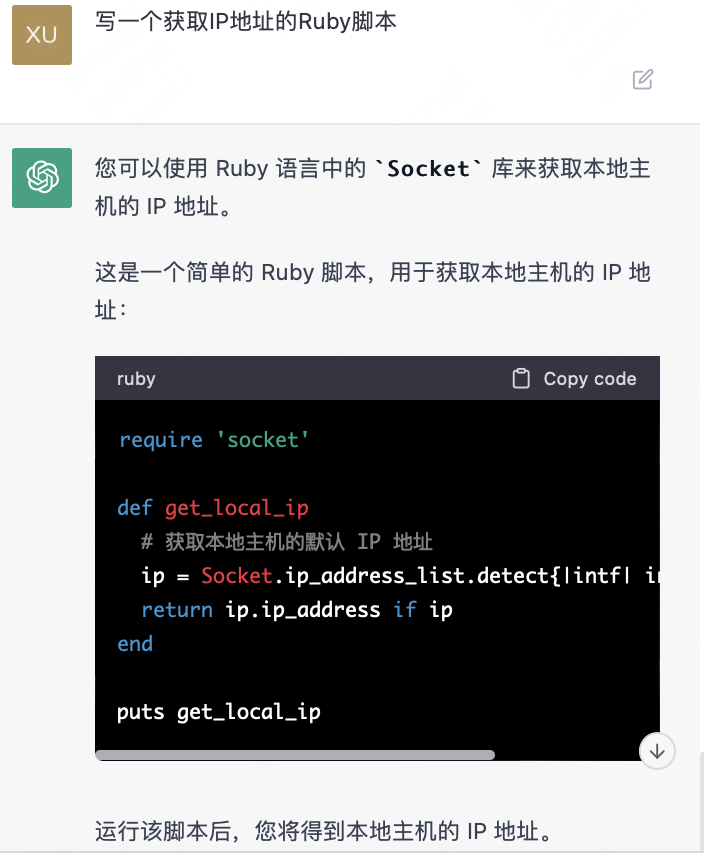 XU
写一个获取IP地址的Ruby脚本
您可以使用 Ruby 语言中的 `Socket` 库来获取本地主
机的 IP 地址。
这是一个简单的 Ruby 脚本，用于获取本地主机的 IP 地
址：
ruby
Copy code
require 'socket'
def get_local_ip
# 获取本地主机的默认 IP 地址
ip = Socket.ip_address_list.detect{|intf|
return ip.ip_address if ip
end
puts get_local_ip
运行该脚本后，您将得到本地主机的 IP 地址。